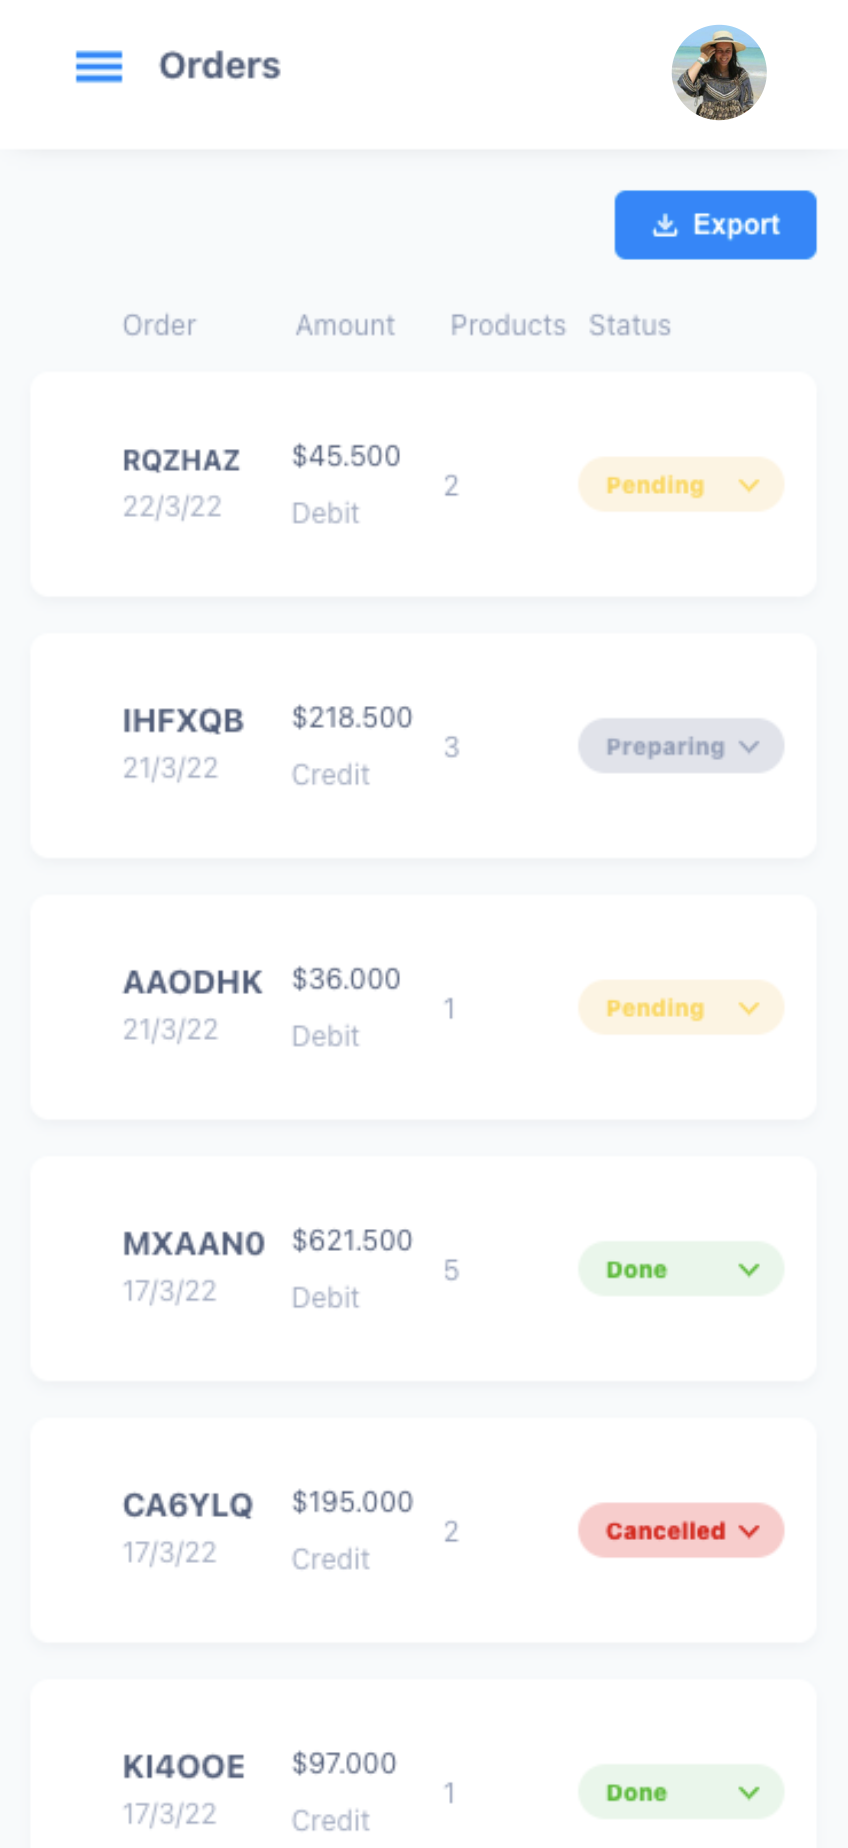 Orders
Export
Order Amount Products Status
RQZHAZ $45.500 2 Pending
22/3/22 Debit
IHFXQB $218.500 3 Preparing
21/3/22 Credit
AAODHK $36.000 1 Pending
21/3/22 Debit
MXAAN0 $621.500 5 Done
17/3/22 Debit
CA6YLQ $195.000 2 Cancelled
17/3/22 Credit
KI4OOE $97.000 1 Done
17/3/22 Credit